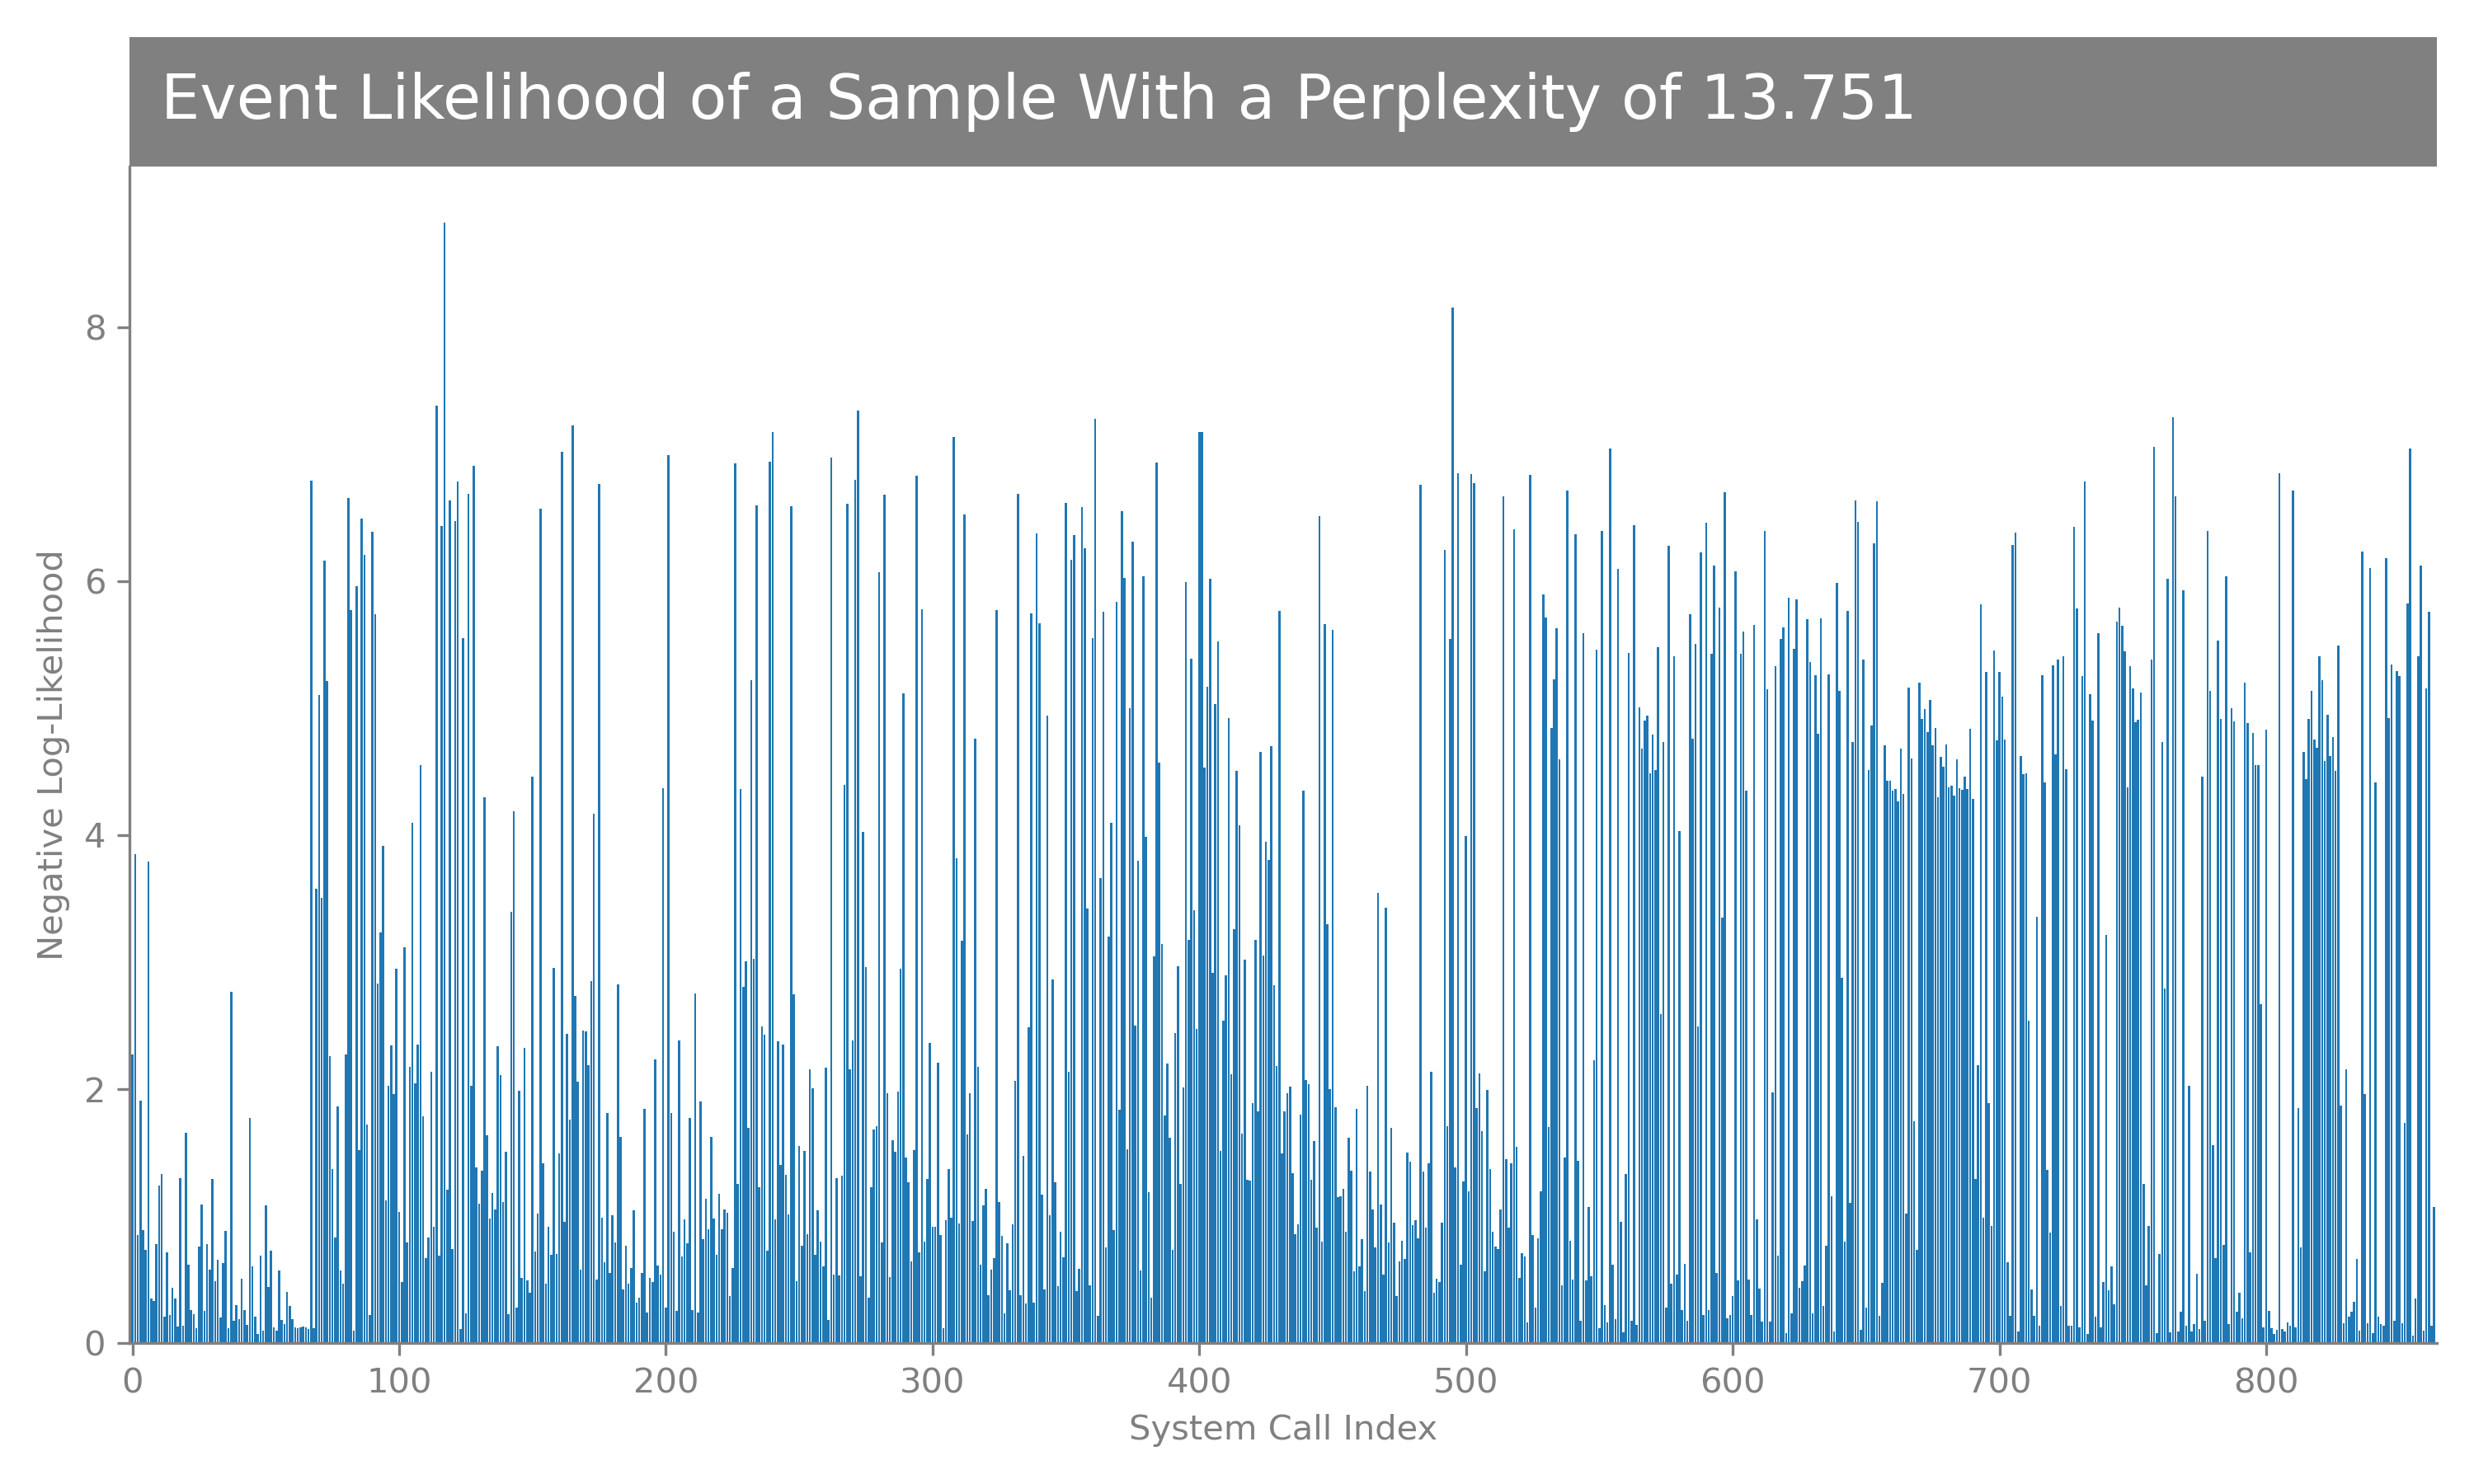 Event Likelihood of a Sample With a Perplexity of 13.751
8
6
4
2
0
Negative Log-Likelihood
0 100 200 300 400 500 600 700 800
System Call Index